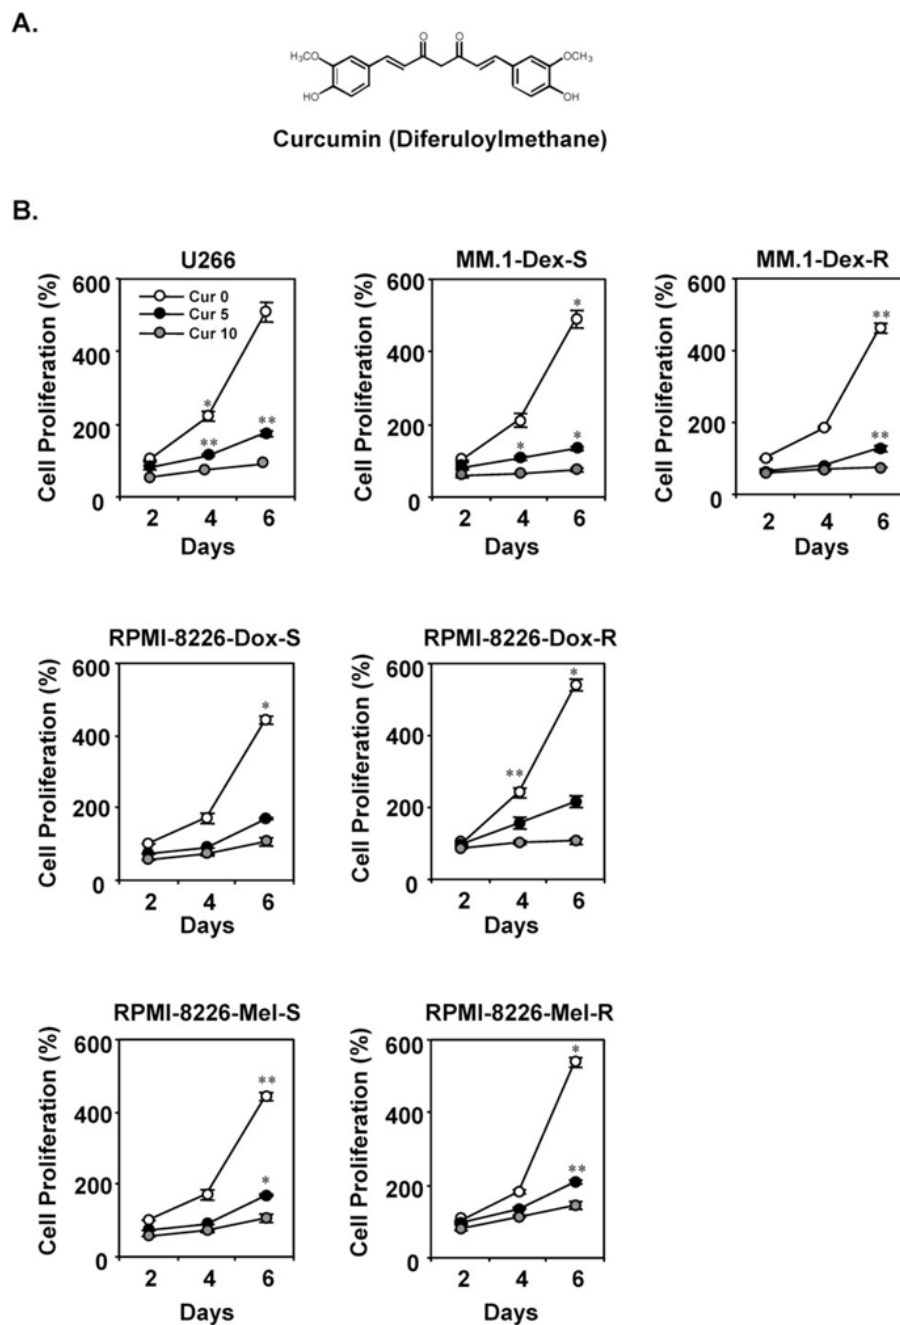 A.
O O
H₃CO OCH₃
HO OH
Curcumin (Diferuloylmethane)
B.
U266 MM.1-Dex-S MM.1-Dex-R
Cell Proliferation (%) 600 400 200 0
Cur 0
Cur 5
Cur 10
*
**
**
2 4 6
Days
Cell Proliferation (%) 600 400 200 0
*
*
*
2 4 6
Days
Cell Proliferation (%) 600 400 200 0
**
**
2 4 6
Days
RPMI-8226-Dox-S RPMI-8226-Dox-R
Cell Proliferation (%) 600 400 200 0
*
2 4 6
Days
Cell Proliferation (%) 600 400 200 0
*
**
2 4 6
Days
RPMI-8226-Mel-S RPMI-8226-Mel-R
Cell Proliferation (%) 600 400 200 0
**
*
2 4 6
Days
Cell Proliferation (%) 600 400 200 0
*
**
2 4 6
Days